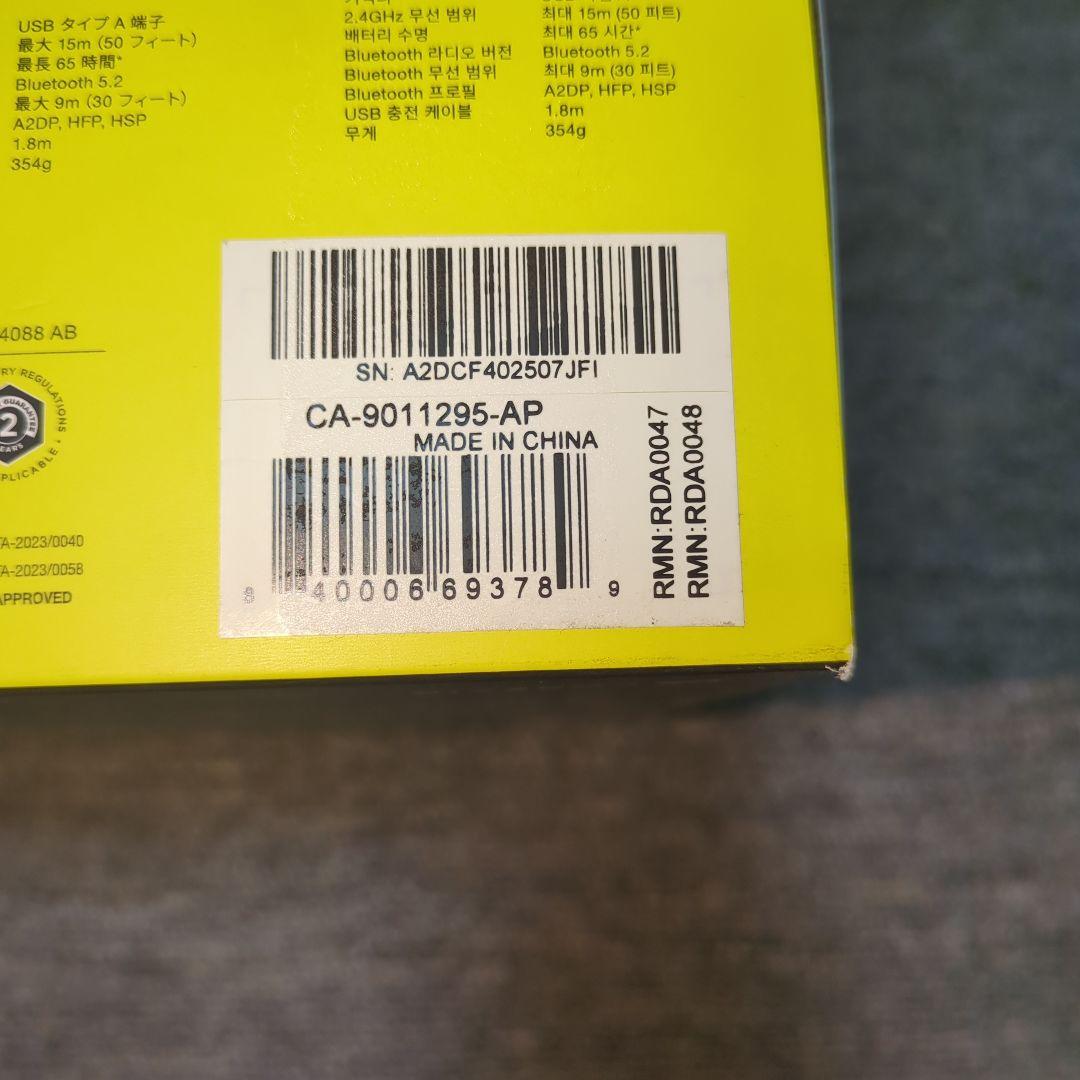 USB タイプ A 端子
最大 15m (50 フィート)
最長 65 時間*
Bluetooth 5.2
最大 9m (30 フィート)
A2DP, HFP, HSP
1.8m
354g
2.4GHz 무선 범위
배터리 수명
Bluetooth 라디오 버전
Bluetooth 무선 범위
Bluetooth 프로필
USB 충전 케이블
무게
최대 15m (50 피트)
최대 65 시간*
Bluetooth 5.2
최대 9m (30 피트)
A2DP, HFP, HSP
1.8m
354g
4088 AB
RY REGULATIONS
GUARANTEE
2
EARS
PLICABLE
TA-2023/0040
TA-2023/0058
APPROVED
SN: A2DCF402507JFI
CA-9011295-AP
MADE IN CHINA
40006 69378 9
RMN:RDA0047
RMN:RDA0048